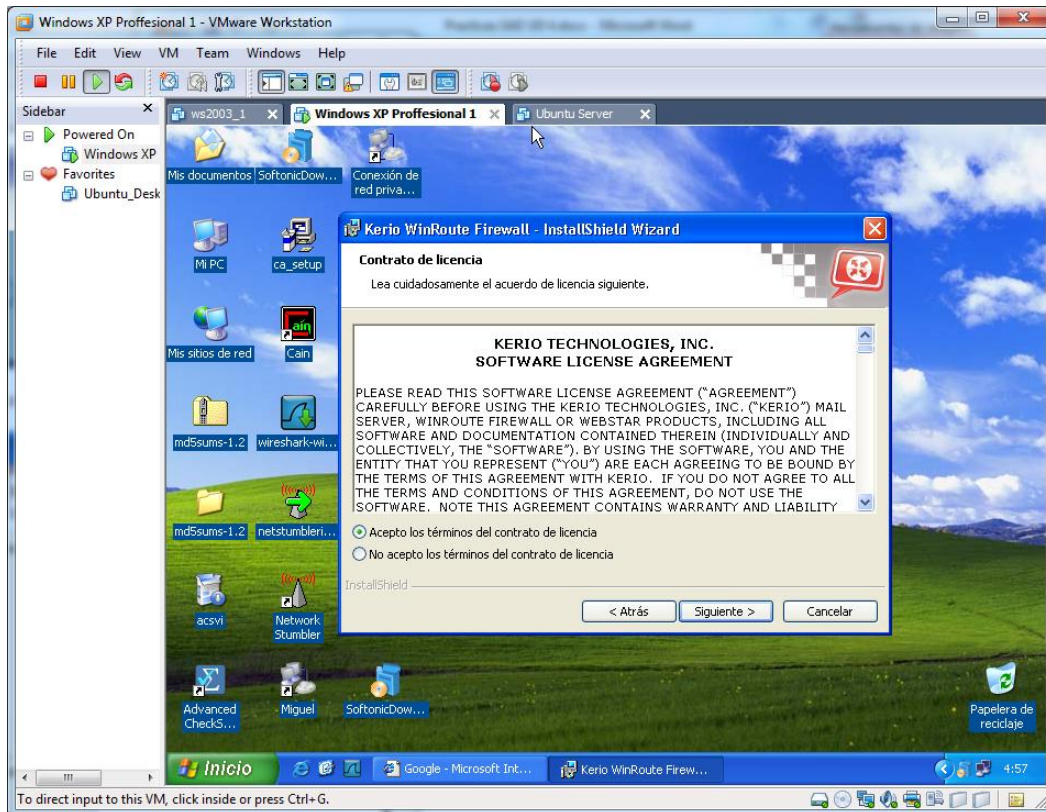 Windows XP Proffesional 1 - VMware Workstation
File Edit View VM Team Windows Help
Sidebar
Powered On
Windows XP
Favorites
Ubuntu_Desk
ws2003_1
Windows XP Proffesional 1
Ubuntu Server
Mis documentos
SoftonicDow...
Conexión de
red priva...
Mi PC
ca_setup
Mis sitios de red
Cain
md5sums-1.2
wireshark-wi...
md5sums-1.2
netstumbleri...
acsvi
Network
Stumbler
Advanced
CheckS...
Miguel
SoftonicDow...
Papelera de
reciclaje
Kerio WinRoute Firewall - InstallShield Wizard
Contrato de licencia
Lea cuidadosamente el acuerdo de licencia siguiente.
KERIO TECHNOLOGIES, INC.
SOFTWARE LICENSE AGREEMENT
PLEASE READ THIS SOFTWARE LICENSE AGREEMENT (“AGREEMENT”)
CAREFULLY BEFORE USING THE KERIO TECHNOLOGIES, INC. (“KERIO”) MAIL
SERVER, WINROUTE FIREWALL OR WEBSTAR PRODUCTS, INCLUDING ALL
SOFTWARE AND DOCUMENTATION CONTAINED THEREIN (INDIVIDUALLY AND
COLLECTIVELY, THE “SOFTWARE”). BY USING THE SOFTWARE, YOU AND THE
ENTITY THAT YOU REPRESENT (“YOU”) ARE EACH AGREEING TO BE BOUND BY
THE TERMS OF THIS AGREEMENT WITH KERIO. IF YOU DO NOT AGREE TO ALL
THE TERMS AND CONDITIONS OF THIS AGREEMENT, DO NOT USE THE
SOFTWARE. NOTE THIS AGREEMENT CONTAINS WARRANTY AND LIABILITY
Acepto los términos del contrato de licencia
No acepto los términos del contrato de licencia
InstallShield
< Atrás
Siguiente >
Cancelar
Inicio
Google - Microsoft Int...
Kerio WinRoute Firew...
4:57
To direct input to this VM, click inside or press Ctrl+G.